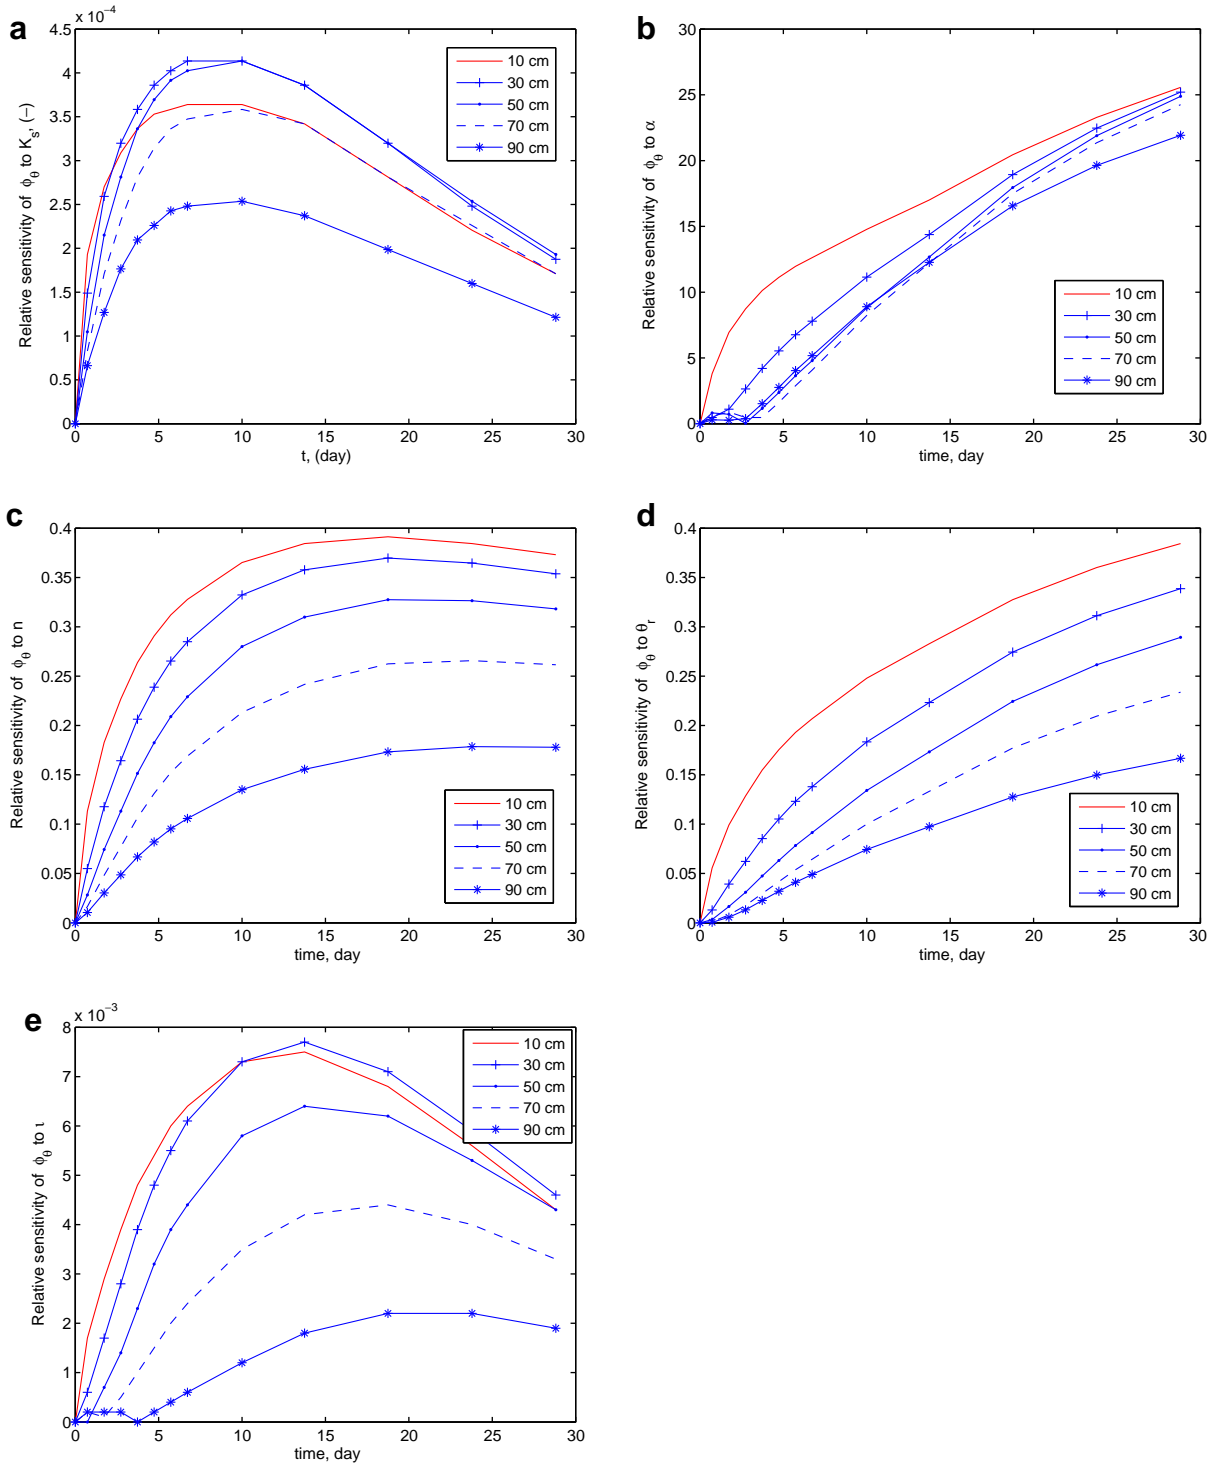 a
x 10⁻⁴
4.5
4
3.5
3
2.5
2
1.5
1
0.5
0
0 5 10 15 20 25 30
t, (day)
Relative sensitivity of ϕ_θ to K_s, (−)
10 cm
30 cm
50 cm
70 cm
90 cm
b
30
25
20
15
10
5
0
0 5 10 15 20 25 30
time, day
Relative sensitivity of ϕ_θ to α
10 cm
30 cm
50 cm
70 cm
90 cm
c
0.4
0.35
0.3
0.25
0.2
0.15
0.1
0.05
0
0 5 10 15 20 25 30
time, day
Relative sensitivity of ϕ_θ to n
10 cm
30 cm
50 cm
70 cm
90 cm
d
0.4
0.35
0.3
0.25
0.2
0.15
0.1
0.05
0
0 5 10 15 20 25 30
time, day
Relative sensitivity of ϕ_θ to θ_r
10 cm
30 cm
50 cm
70 cm
90 cm
e
x 10⁻³
8
7
6
5
4
3
2
1
0
0 5 10 15 20 25 30
time, day
Relative sensitivity of ϕ_θ to ι
10 cm
30 cm
50 cm
70 cm
90 cm